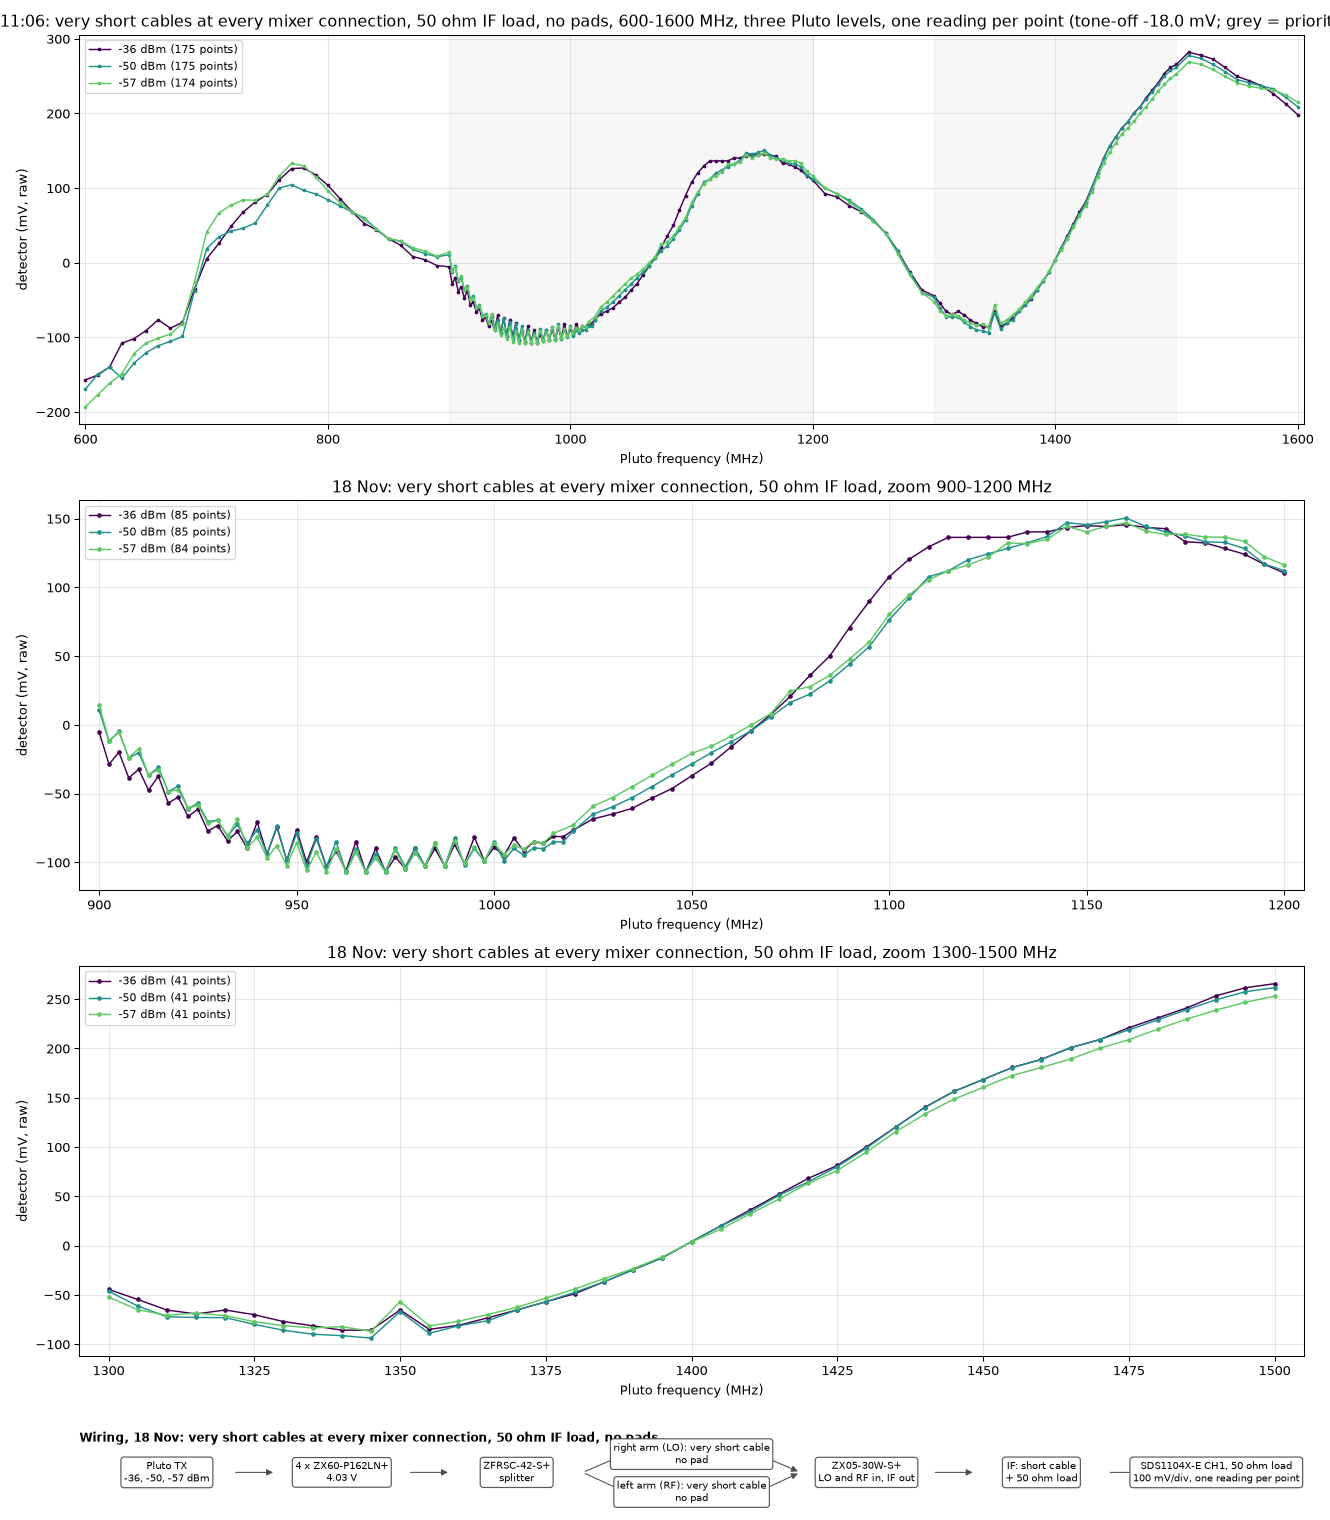 11:06: very short cables at every mixer connection, 50 ohm IF load, no pads, 600-1600 MHz, three Pluto levels, one reading per point (tone-off -18.0 mV; grey = priorit
-36 dBm (175 points)
-50 dBm (175 points)
-57 dBm (174 points)
detector (mV, raw)
300
200
100
0
−100
−200
600
800
1000
1200
1400
1600
Pluto frequency (MHz)
18 Nov: very short cables at every mixer connection, 50 ohm IF load, zoom 900-1200 MHz
-36 dBm (85 points)
-50 dBm (85 points)
-57 dBm (84 points)
detector (mV, raw)
150
100
50
0
−50
−100
900
950
1000
1050
1100
1150
1200
Pluto frequency (MHz)
18 Nov: very short cables at every mixer connection, 50 ohm IF load, zoom 1300-1500 MHz
-36 dBm (41 points)
-50 dBm (41 points)
-57 dBm (41 points)
detector (mV, raw)
250
200
150
100
50
0
−50
−100
1300
1325
1350
1375
1400
1425
1450
1475
1500
Pluto frequency (MHz)
Wiring, 18 Nov: very short cables at every mixer connection, 50 ohm IF load, no pads
Pluto TX
-36, -50, -57 dBm
4 x ZX60-P162LN+
4.03 V
ZFRSC-42-S+
splitter
right arm (LO): very short cable
no pad
left arm (RF): very short cable
no pad
ZX05-30W-S+
LO and RF in, IF out
IF: short cable
+ 50 ohm load
SDS1104X-E CH1, 50 ohm load
100 mV/div, one reading per point